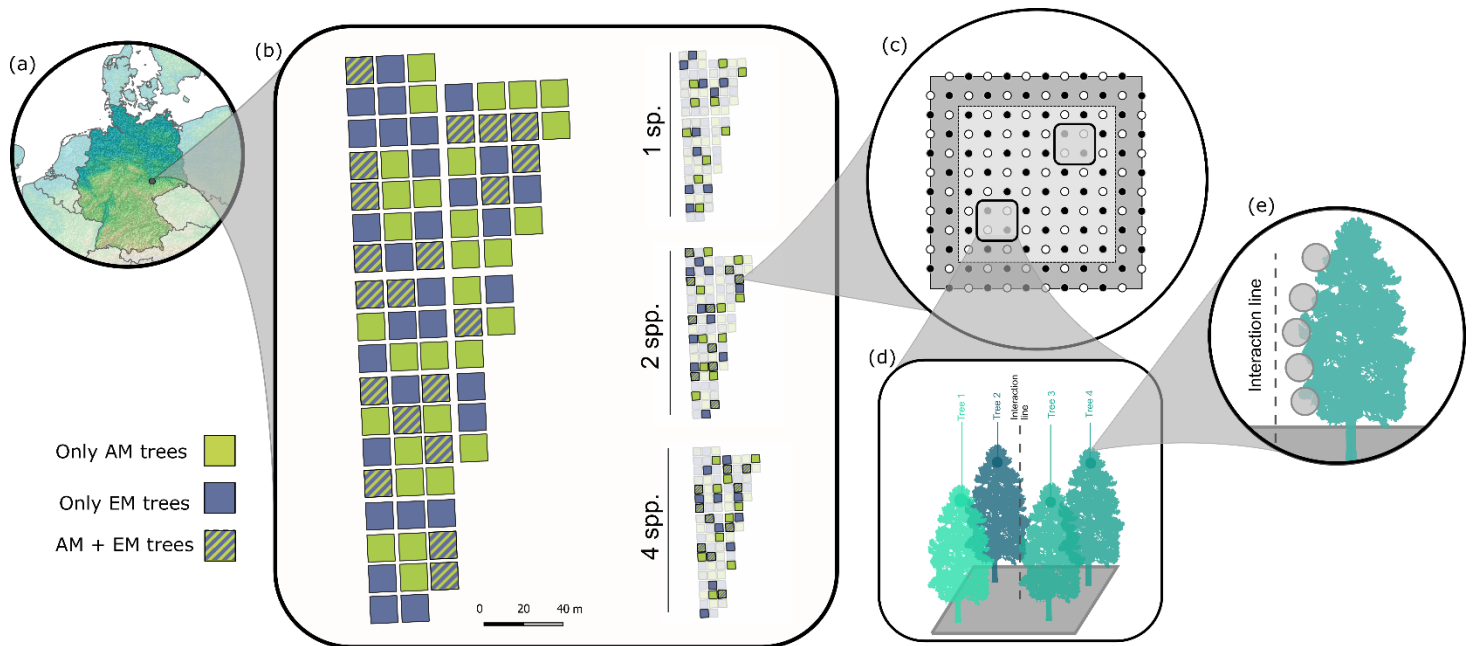 (a)
(b)
1 sp.
2 spp.
4 spp.
Only AM trees
Only EM trees
AM + EM trees
0 20 40 m
(c)
(d)
Tree 1
Tree 2
Interaction
line
Tree 3
Tree 4
(e)
Interaction line